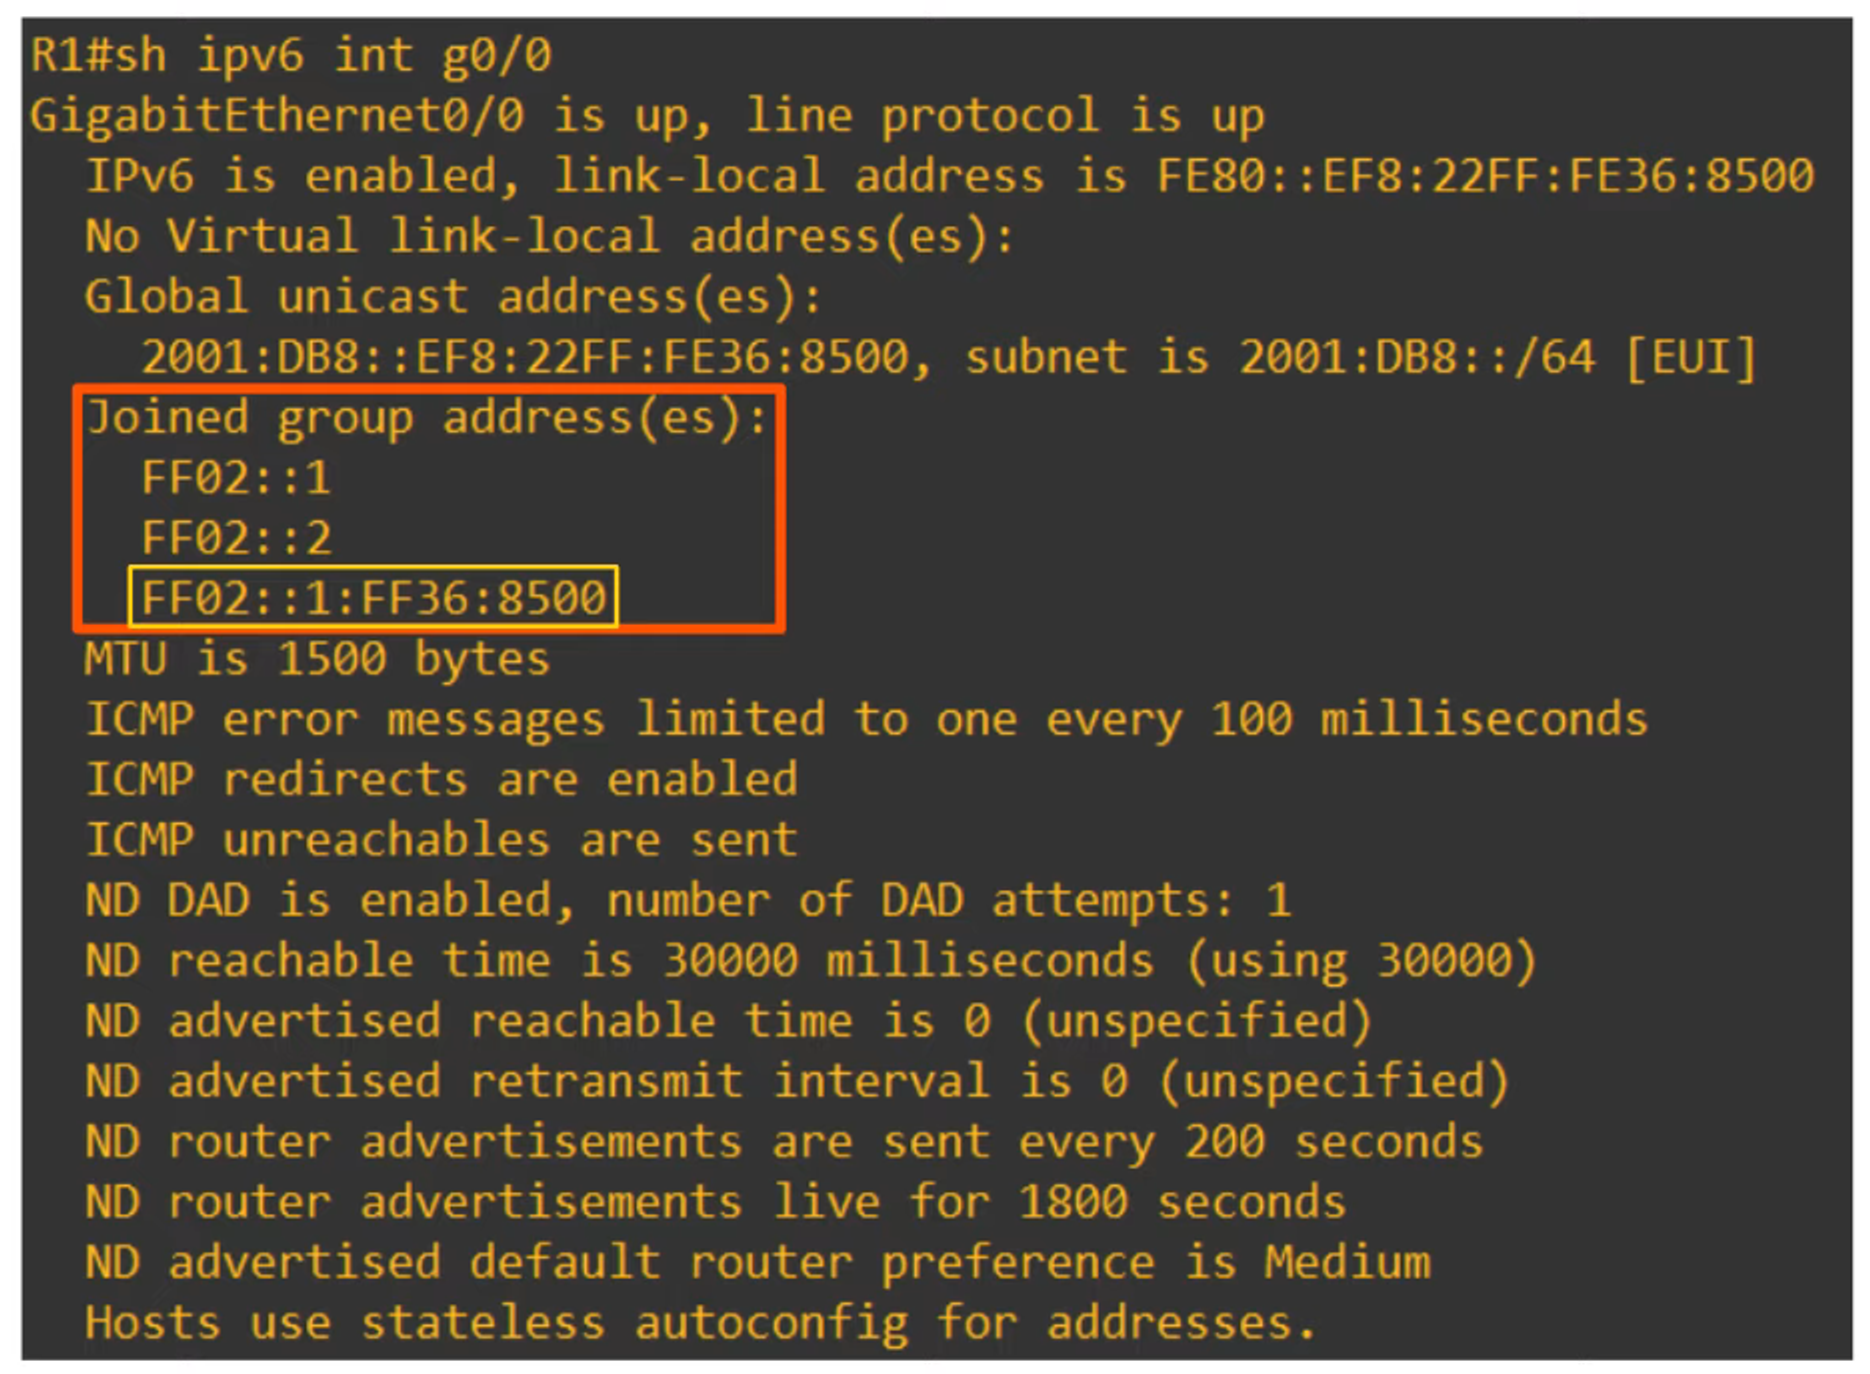 R1#sh ipv6 int g0/0
GigabitEthernet0/0 is up, line protocol is up
IPv6 is enabled, link-local address is FE80::EF8:22FF:FE36:8500
No Virtual link-local address(es):
Global unicast address(es):
2001:DB8::EF8:22FF:FE36:8500, subnet is 2001:DB8::/64 [EUI]
Joined group address(es):
FF02::1
FF02::2
FF02::1:FF36:8500
MTU is 1500 bytes
ICMP error messages limited to one every 100 milliseconds
ICMP redirects are enabled
ICMP unreachables are sent
ND DAD is enabled, number of DAD attempts: 1
ND reachable time is 30000 milliseconds (using 30000)
ND advertised reachable time is 0 (unspecified)
ND advertised retransmit interval is 0 (unspecified)
ND router advertisements are sent every 200 seconds
ND router advertisements live for 1800 seconds
ND advertised default router preference is Medium
Hosts use stateless autoconfig for addresses.